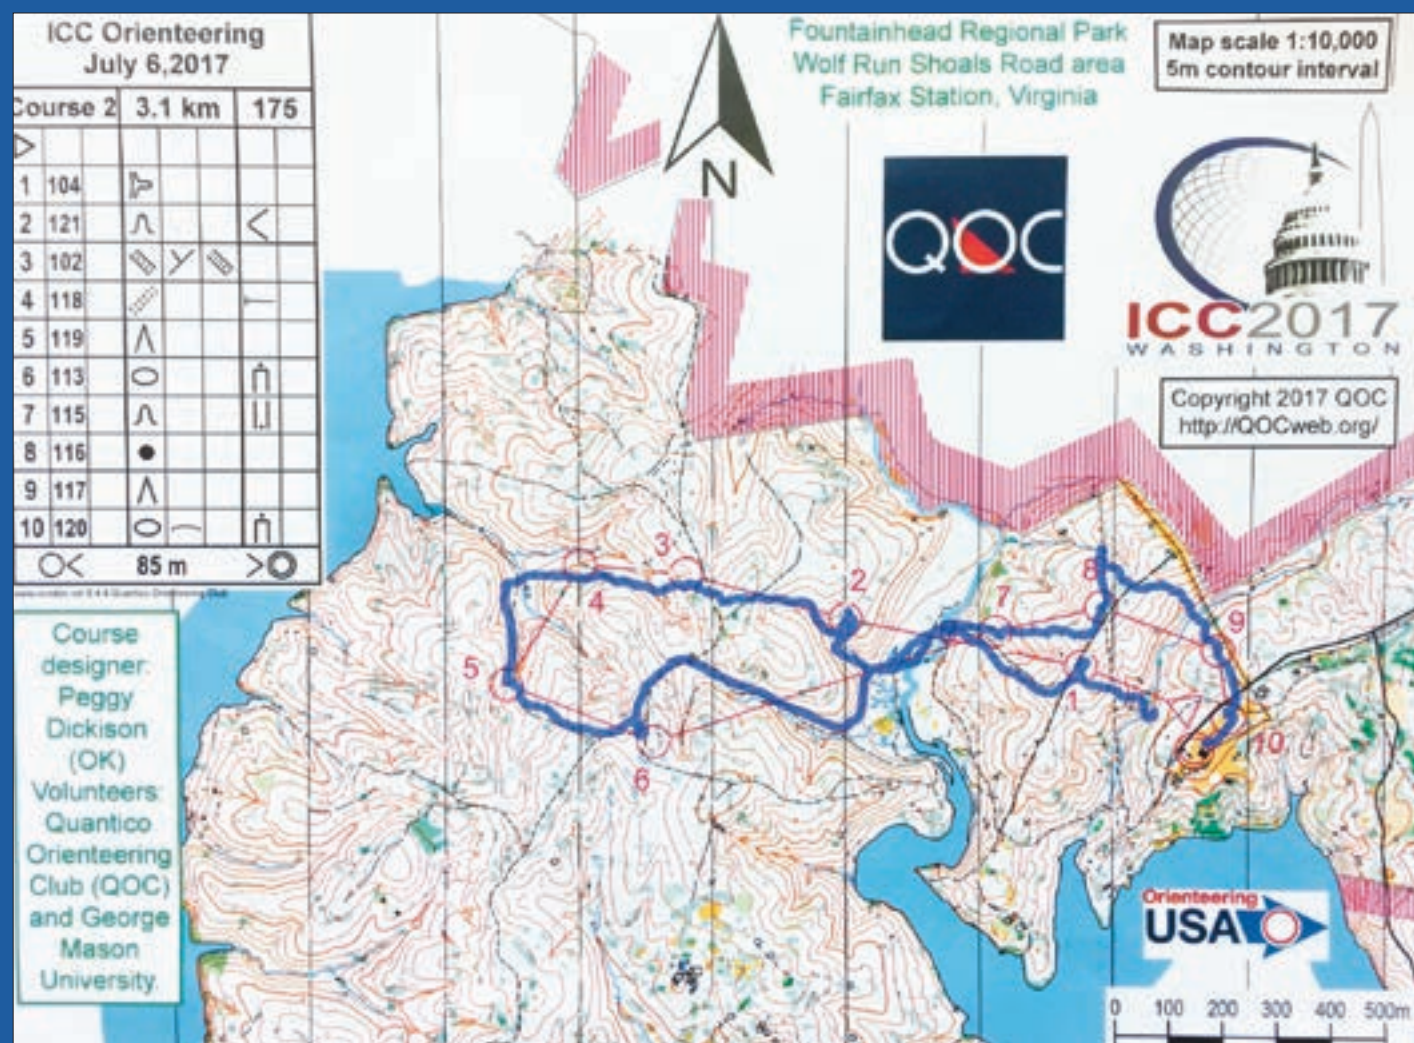 ICC Orienteering
July 6,2017
Course 2 3.1 km 175
1 104
2 121
3 102
4 118
5 119
6 113
7 115
8 116
9 117
10 120
85 m
Course
designer:
Peggy
Dickison
(OK)
Volunteers:
Quantico
Orienteering
Club (QOC)
and George
Mason
University.
N
Fountainhead Regional Park
Wolf Run Shoals Road area
Fairfax Station, Virginia
Map scale 1:10,000
5m contour interval
QOC
ICC2017
WASHINGTON
Copyright 2017 QOC
http://QOCweb.org/
3
4
2
5
6
7
8
9
1
10
Orienteering
USA
0 100 200 300 400 500m